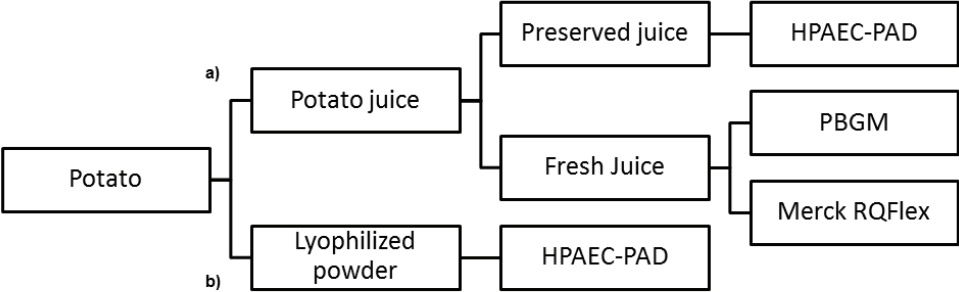 Preserved juice
HPAEC-PAD
a)
Potato juice
PBGM
Fresh Juice
Potato
Merck RQFlex
Lyophilized
powder
HPAEC-PAD
b)